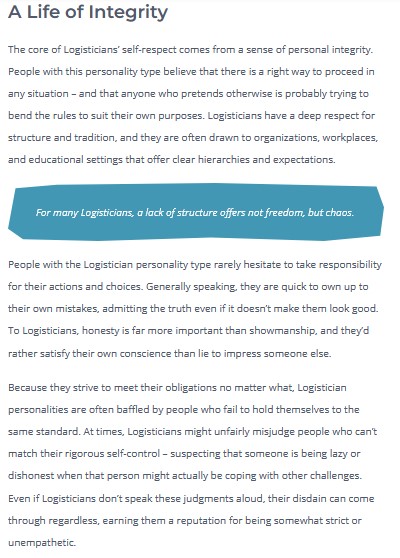 A Life of Integrity
The core of Logisticians' self-respect comes from a sense of personal integrity.
People with this personality type believe that there is a right way to proceed in
any situation – and that anyone who pretends otherwise is probably trying to
bend the rules to suit their own purposes. Logisticians have a deep respect for
structure and tradition, and they are often drawn to organizations, workplaces,
and educational settings that offer clear hierarchies and expectations.
For many Logisticians, a lack of structure offers not freedom, but chaos.
People with the Logistician personality type rarely hesitate to take responsibility
for their actions and choices. Generally speaking, they are quick to own up to
their own mistakes, admitting the truth even if it doesn't make them look good.
To Logisticians, honesty is far more important than showmanship, and they'd
rather satisfy their own conscience than lie to impress someone else.
Because they strive to meet their obligations no matter what, Logistician
personalities are often baffled by people who fail to hold themselves to the
same standard. At times, Logisticians might unfairly misjudge people who can't
match their rigorous self-control – suspecting that someone is being lazy or
dishonest when that person might actually be coping with other challenges.
Even if Logisticians don't speak these judgments aloud, their disdain can come
through regardless, earning them a reputation for being somewhat strict or
unempathetic.